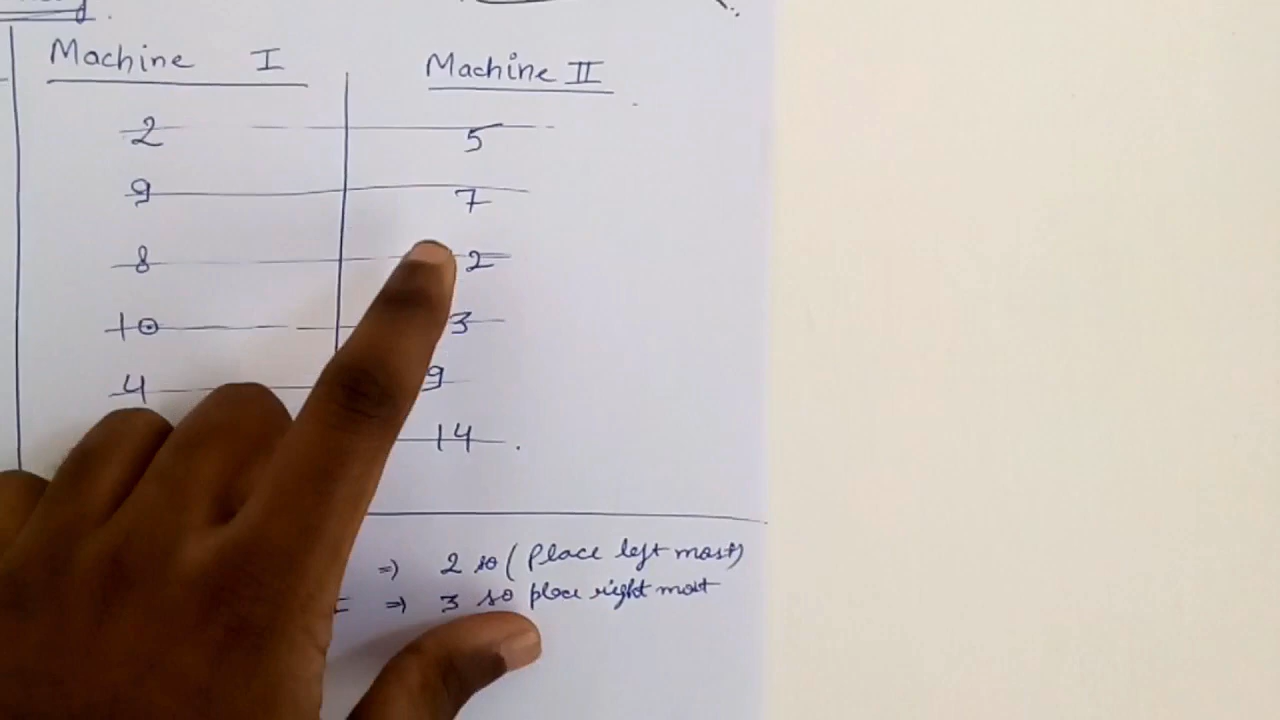 Machine I Machine II
2 5
9 7
8 2
10 3
4 9
14 .
=> 2 so (Place left most)
I => 3 so place right most